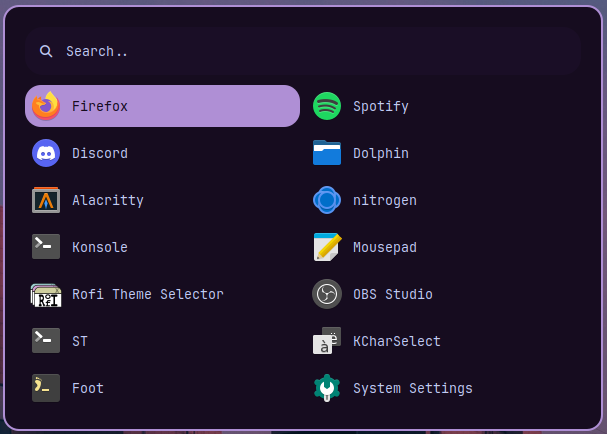 Search..
Firefox
Spotify
Discord
Dolphin
Alacritty
nitrogen
Konsole
Mousepad
Rofi Theme Selector
OBS Studio
ST
KCharSelect
Foot
System Settings